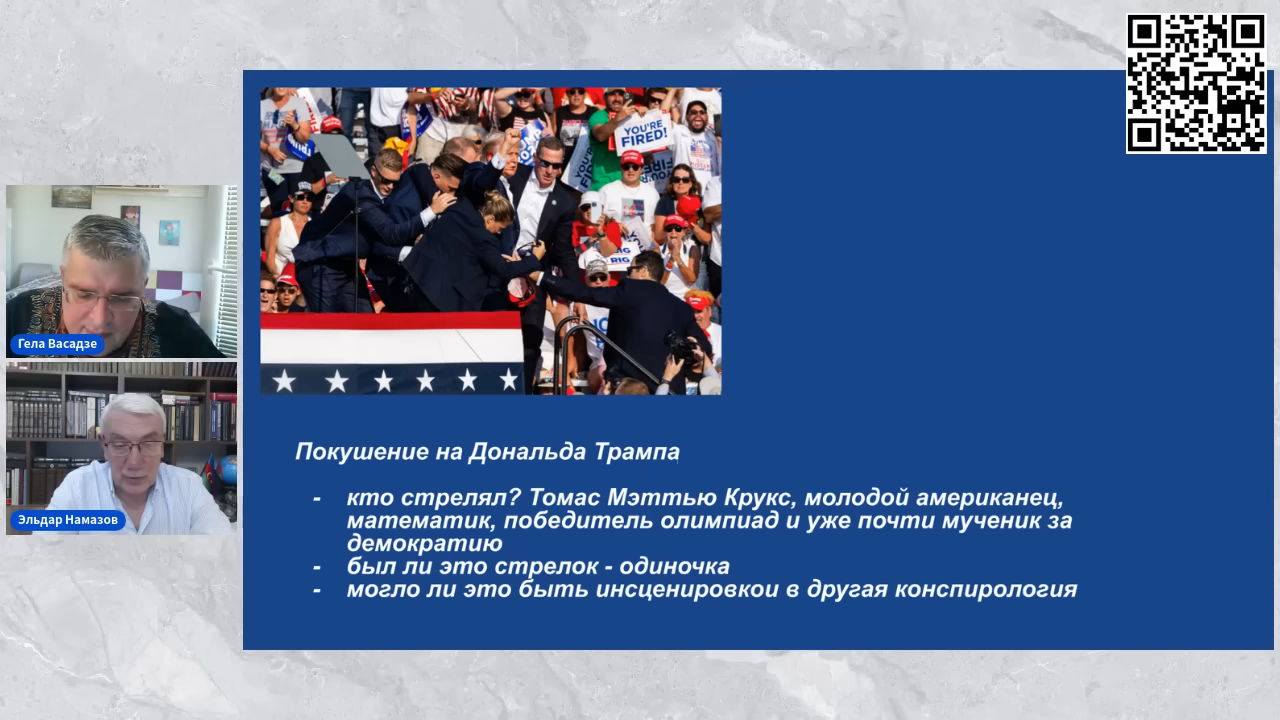 YOU'RE
FIRED!
Гела Васадзе
Эльдар Намазов
Покушение на Дональда Трампа
- кто стрелял? Томас Мэттью Крукс, молодой американец,
математик, победитель олимпиад и уже почти мученик за
демократию
- был ли это стрелок - одиночка
- могло ли это быть инсценировкои в другая конспирология